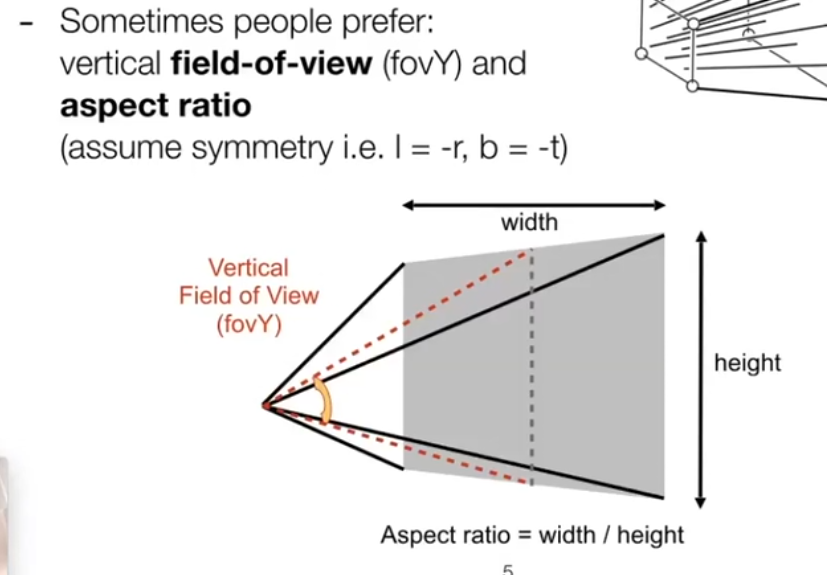 - Sometimes people prefer:
vertical field-of-view (fovY) and
aspect ratio
(assume symmetry i.e. l = -r, b = -t)
width
Vertical
Field of View
(fovY)
height
Aspect ratio = width / height